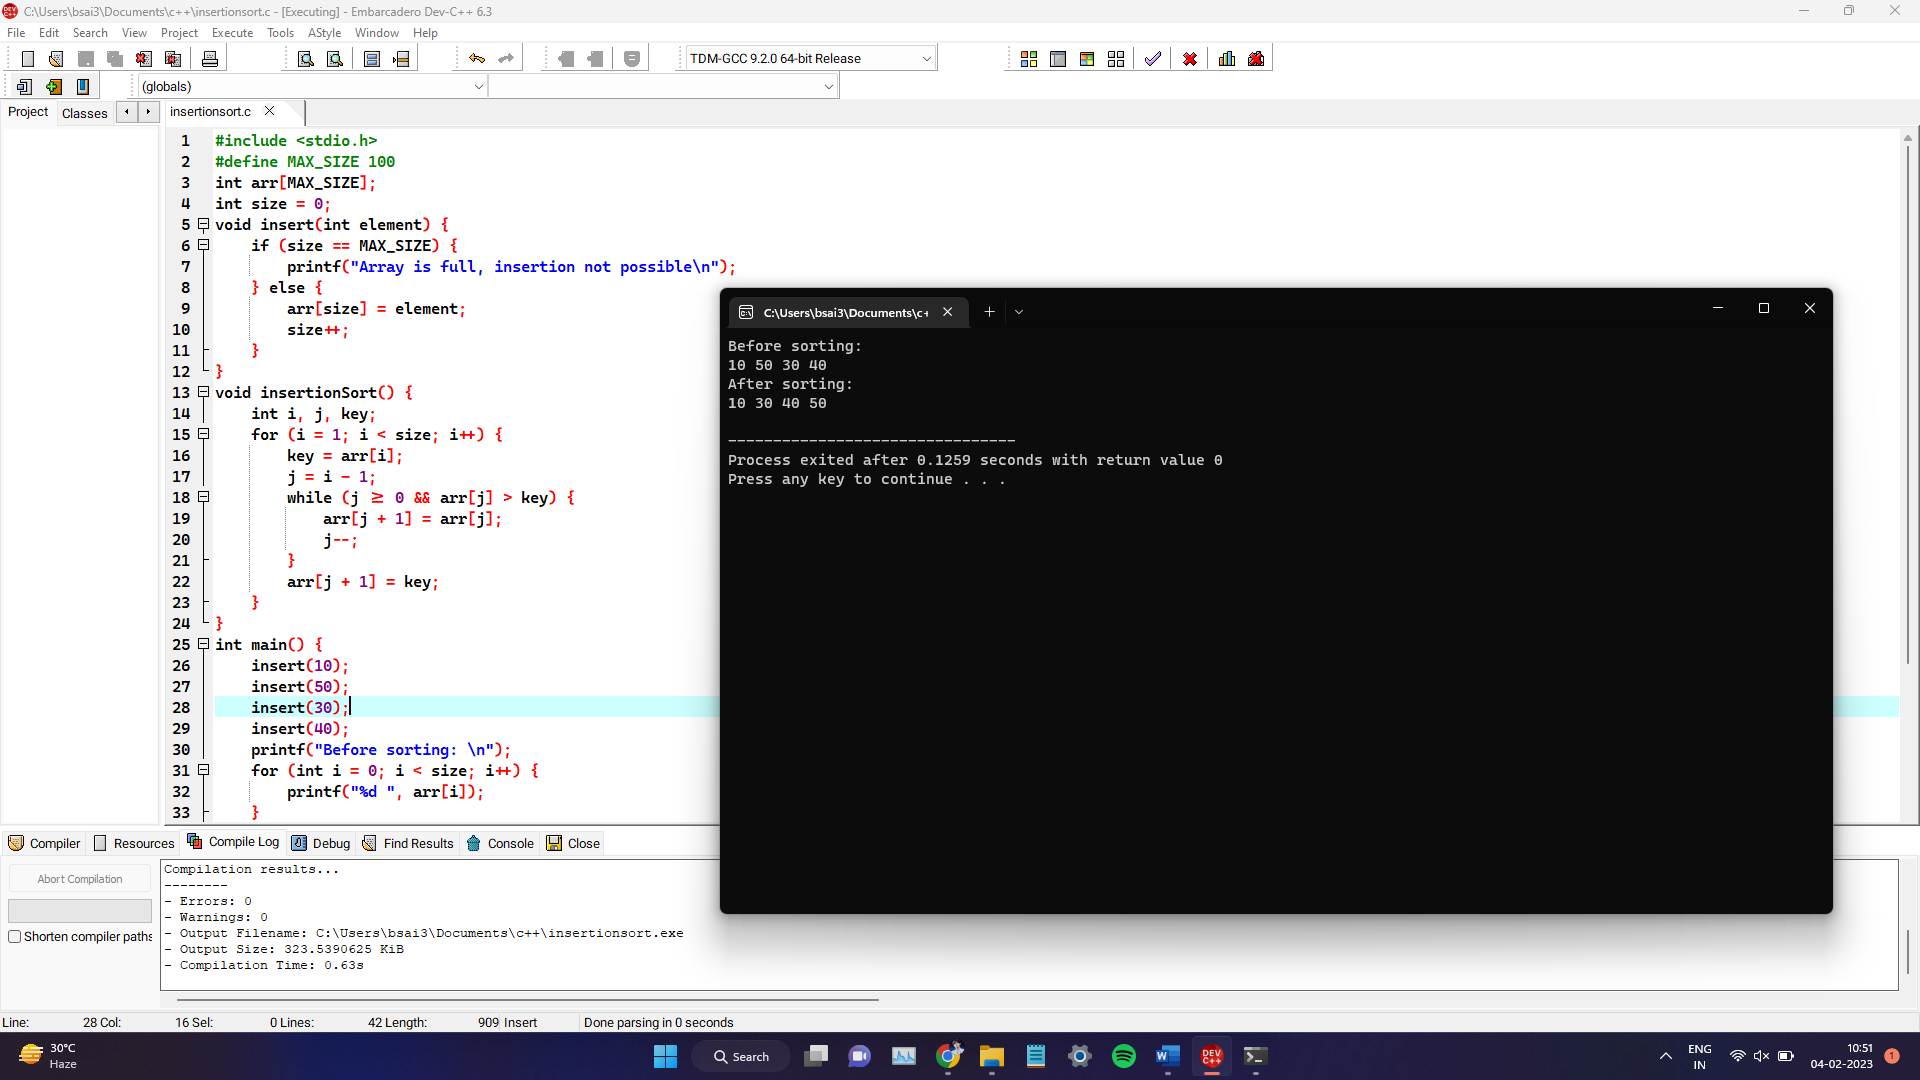 C:\Users\bsai3\Documents\c++\insertionsort.c - [Executing] - Embarcadero Dev-C++ 6.3
File Edit Search View Project Execute Tools AStyle Window Help
TDM-GCC 9.2.0 64-bit Release
(globals)
Project Classes insertionsort.c
1 #include <stdio.h>
2 #define MAX_SIZE 100
3 int arr[MAX_SIZE];
4 int size = 0;
5 void insert(int element) {
6 if (size == MAX_SIZE) {
7 printf("Array is full, insertion not possible\n");
8 } else {
9 arr[size] = element;
10 size++;
11 }
12 }
13 void insertionSort() {
14 int i, j, key;
15 for (i = 1; i < size; i++) {
16 key = arr[i];
17 j = i - 1;
18 while (j >= 0 && arr[j] > key) {
19 arr[j + 1] = arr[j];
20 j--;
21 }
22 arr[j + 1] = key;
23 }
24 }
25 int main() {
26 insert(10);
27 insert(50);
28 insert(30);
29 insert(40);
30 printf("Before sorting: \n");
31 for (int i = 0; i < size; i++) {
32 printf("%d ", arr[i]);
33 }
C:\Users\bsai3\Documents\c+
Before sorting:
10 50 30 40
After sorting:
10 30 40 50
--------------------------------
Process exited after 0.1259 seconds with return value 0
Press any key to continue . . .
Compiler Resources Compile Log Debug Find Results Console Close
Abort Compilation
Shorten compiler paths
Compilation results...
--------
- Errors: 0
- Warnings: 0
- Output Filename: C:\Users\bsai3\Documents\c++\insertionsort.exe
- Output Size: 323.5390625 KiB
- Compilation Time: 0.63s
Line: 28 Col: 16 Sel: 0 Lines: 42 Length: 909 Insert Done parsing in 0 seconds
30°C
Haze
Search
DEV C++
ENG
IN
10:51
04-02-2023
1